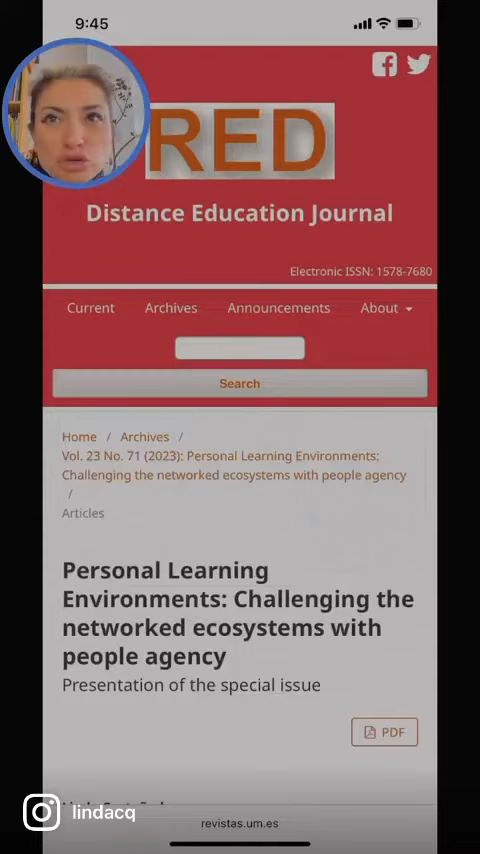 9:45
RED
Distance Education Journal
Electronic ISSN: 1578-7680
Current Archives Announcements About
Search
Home / Archives /
Vol. 23 No. 71 (2023): Personal Learning Environments:
Challenging the networked ecosystems with people agency
/
Articles
Personal Learning
Environments: Challenging the
networked ecosystems with
people agency
Presentation of the special issue
PDF
lindacq
revistas.um.es